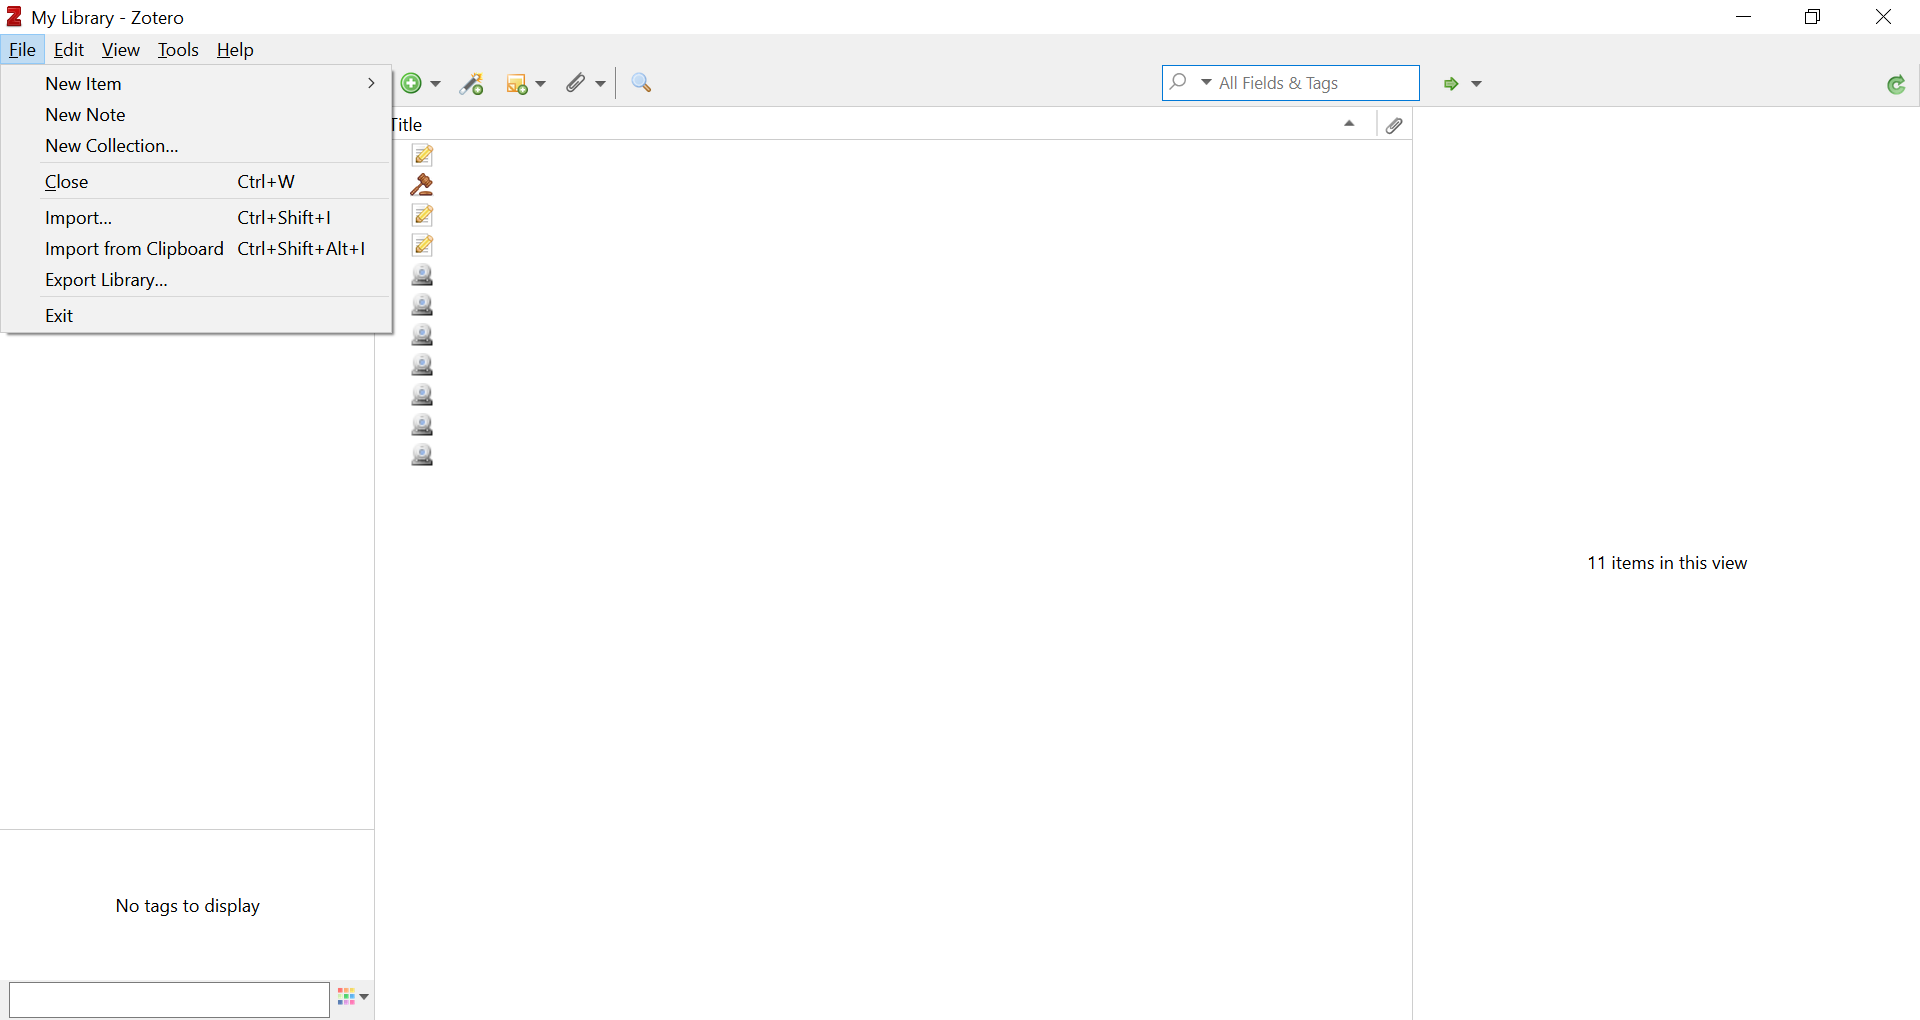 My Library - Zotero
File Edit View Tools Help
New Item
New Note
New Collection...
Close Ctrl+W
Import... Ctrl+Shift+I
Import from Clipboard Ctrl+Shift+Alt+I
Export Library...
Exit
All Fields & Tags
Title
11 items in this view
No tags to display